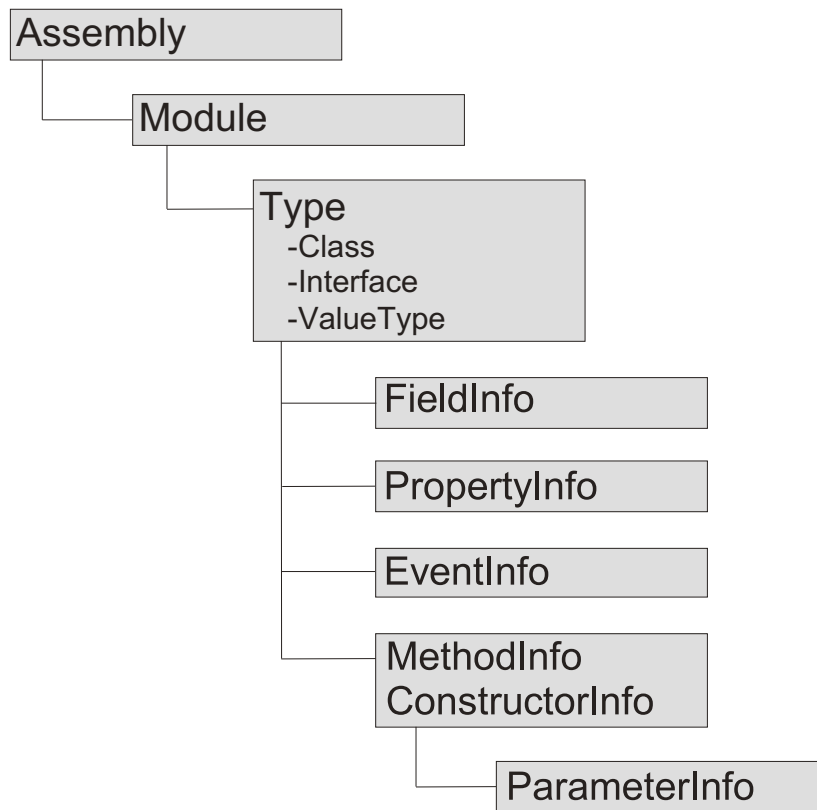 Assembly
Module
Type
-Class
-Interface
-ValueType
FieldInfo
PropertyInfo
EventInfo
MethodInfo
ConstructorInfo
ParameterInfo